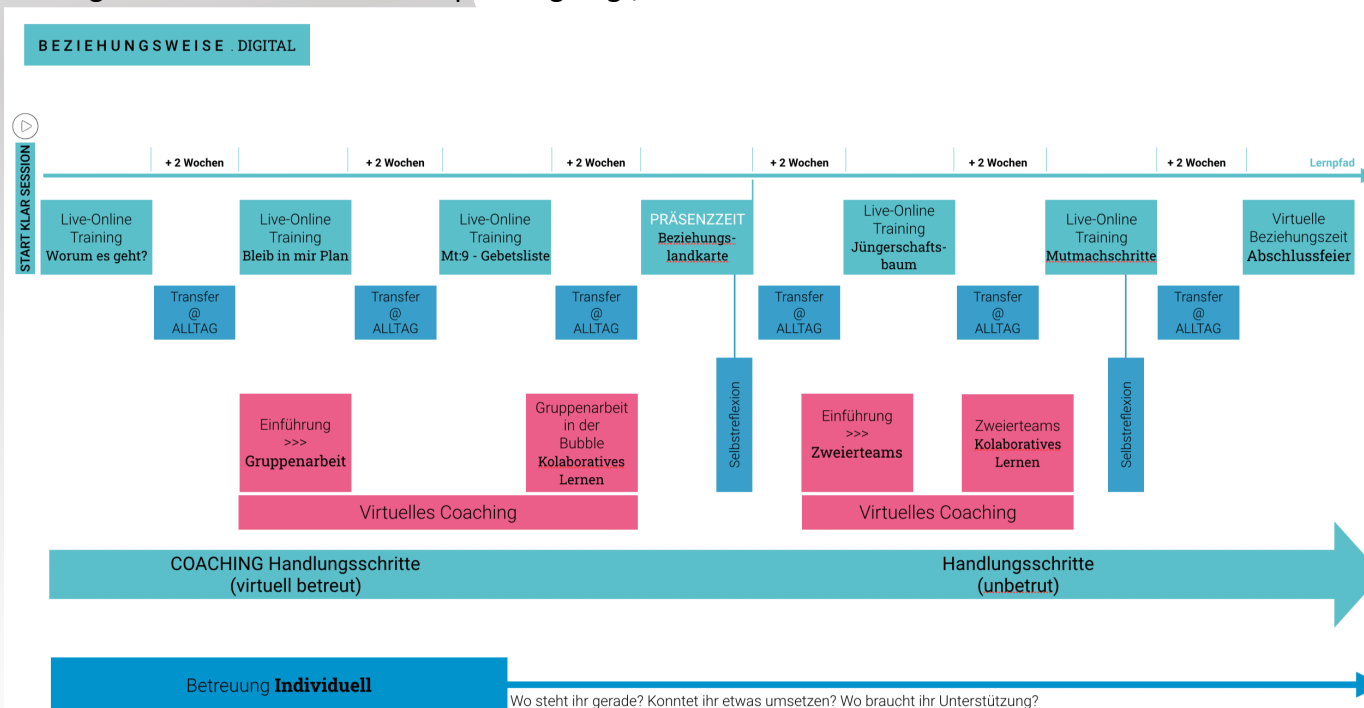 BEZIEHUNGSWEISE . DIGITAL
START KLAR SESSION
+ 2 Wochen
+ 2 Wochen
+ 2 Wochen
+ 2 Wochen
+ 2 Wochen
+ 2 Wochen
Lernpfad
Live-Online
Training
Worum es geht?
Live-Online
Training
Bleib in mir Plan
Live-Online
Training
Mt:9 - Gebetsliste
PRÄSENZZEIT
Beziehungs-
landkarte
Live-Online
Training
Jüngerschafts-
baum
Live-Online
Training
Mutmachschritte
Virtuelle
Beziehungszeit
Abschlussfeier
Transfer
@
ALLTAG
Transfer
@
ALLTAG
Transfer
@
ALLTAG
Transfer
@
ALLTAG
Transfer
@
ALLTAG
Transfer
@
ALLTAG
Einführung
>>>
Gruppenarbeit
Gruppenarbeit
in der
Bubble
Kolaboratives
Lernen
Selbstreflexion
Einführung
>>>
Zweierteams
Zweierteams
Kolaboratives
Lernen
Selbstreflexion
Virtuelles Coaching
Virtuelles Coaching
COACHING Handlungsschritte
(virtuell betreut)
Handlungsschritte
(unbetrut)
Betreuung Individuell
Wo steht ihr gerade? Konntet ihr etwas umsetzen? Wo braucht ihr Unterstützung?